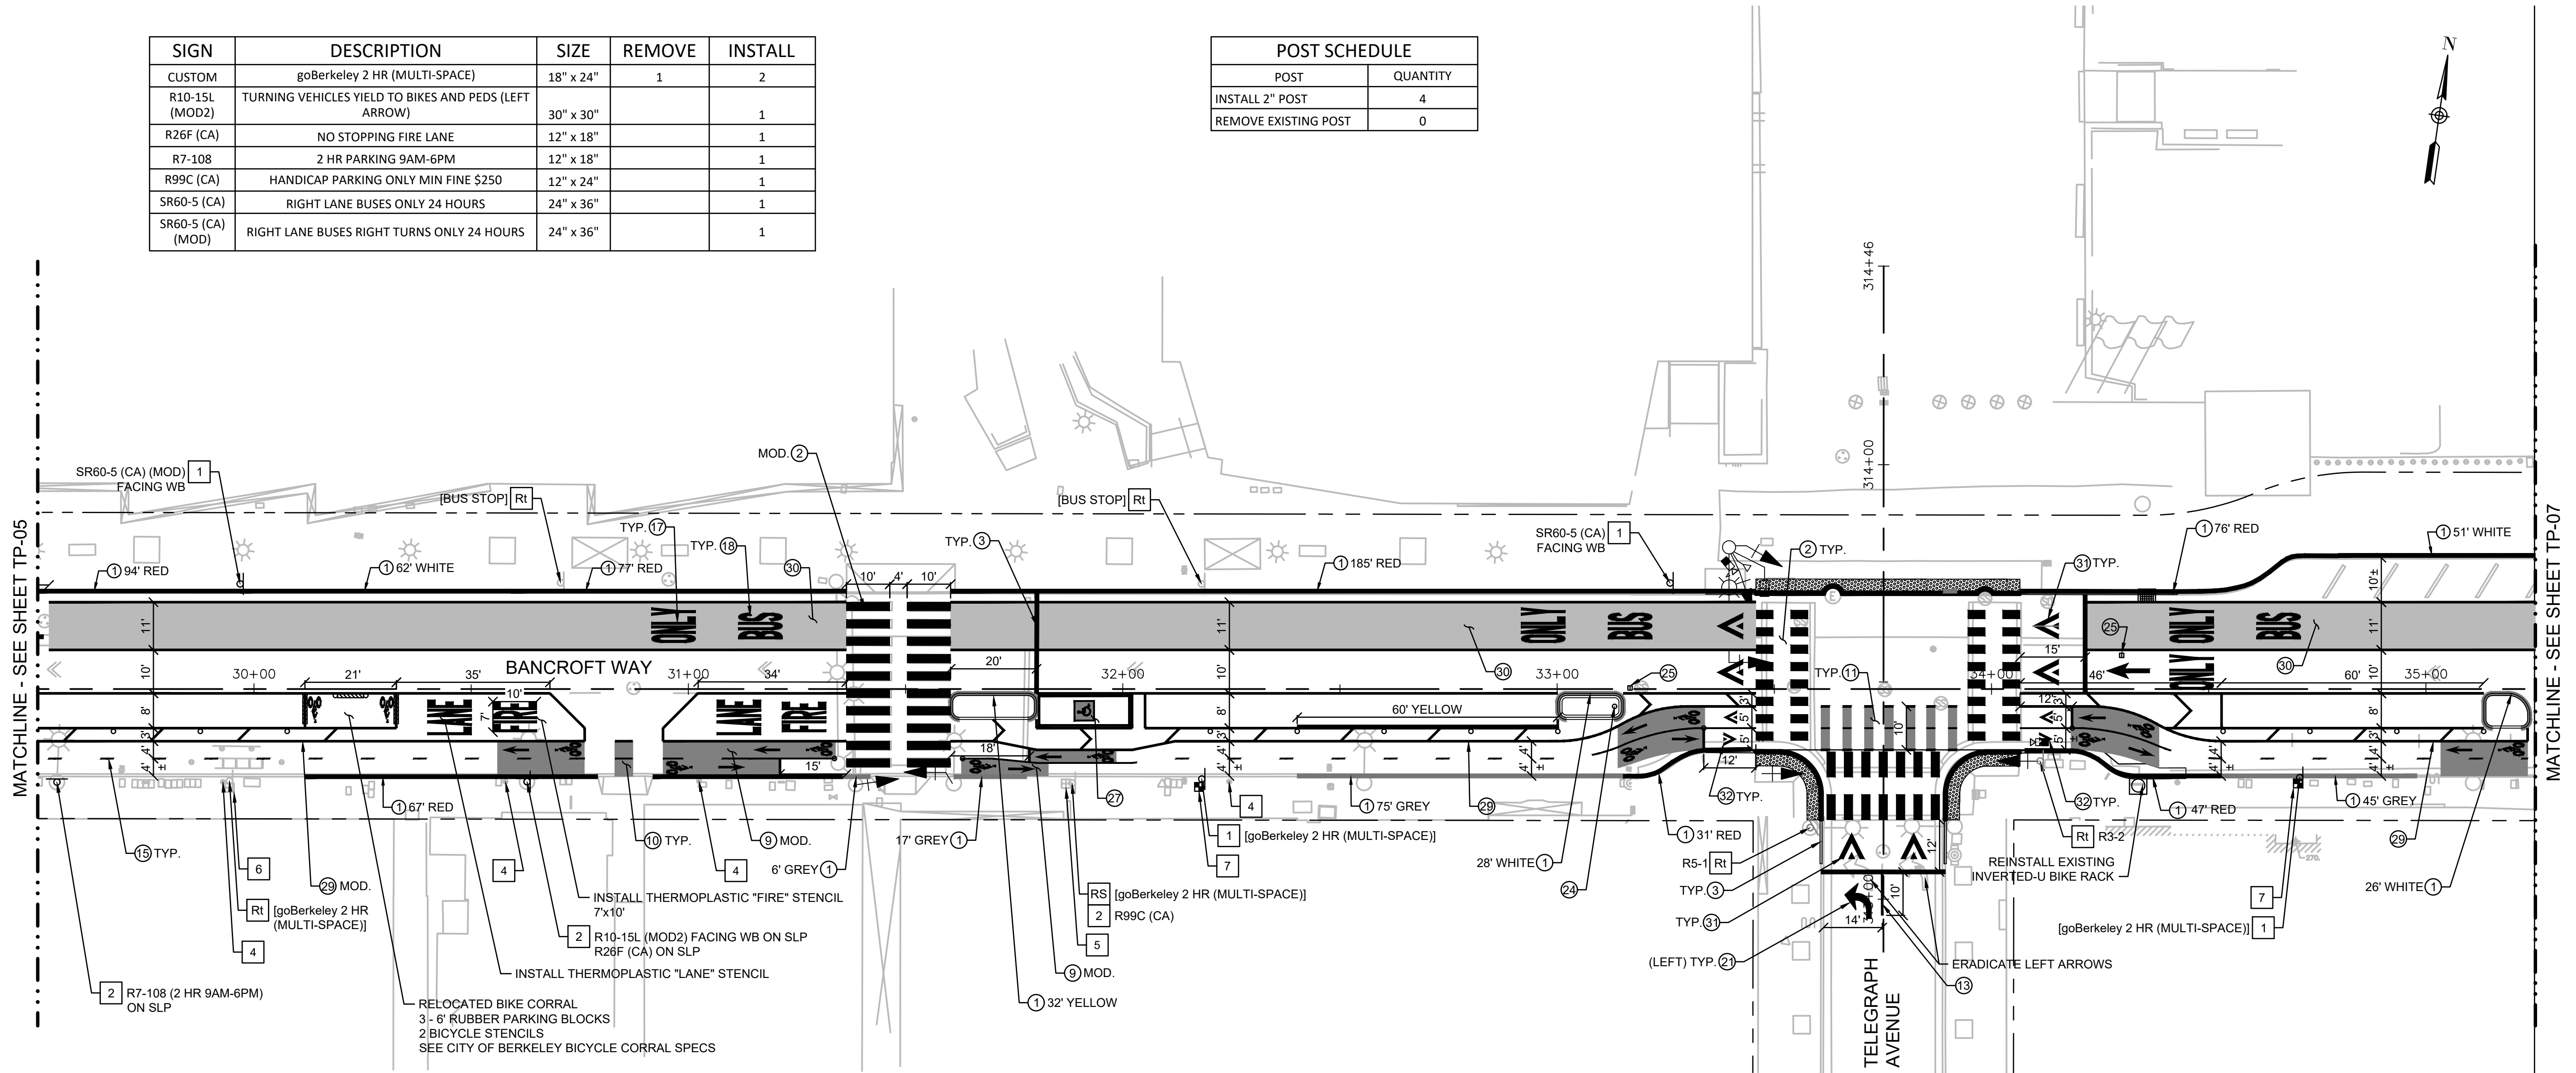 SIGN DESCRIPTION SIZE REMOVE INSTALL
CUSTOM goBerkeley 2 HR (MULTI-SPACE) 18" x 24" 1 2
R10-15L (MOD2) TURNING VEHICLES YIELD TO BIKES AND PEDS (LEFT ARROW) 30" x 30" 1
R26F (CA) NO STOPPING FIRE LANE 12" x 18" 1
R7-108 2 HR PARKING 9AM-6PM 12" x 18" 1
R99C (CA) HANDICAP PARKING ONLY MIN FINE $250 12" x 24" 1
SR60-5 (CA) RIGHT LANE BUSES ONLY 24 HOURS 24" x 36" 1
SR60-5 (CA) (MOD) RIGHT LANE BUSES RIGHT TURNS ONLY 24 HOURS 24" x 36" 1
POST SCHEDULE
POST QUANTITY
INSTALL 2" POST 4
REMOVE EXISTING POST 0
N
MATCHLINE - SEE SHEET TP-05
MATCHLINE - SEE SHEET TP-07
314+46
314+00
SR60-5 (CA) (MOD) 1
FACING WB
[BUS STOP] Rt
MOD. 2
[BUS STOP] Rt
TYP. 17
TYP. 18
30
TYP. 3
SR60-5 (CA) 1
FACING WB
2 TYP.
31 TYP.
1 76' RED
1 51' WHITE
1 94' RED
1 62' WHITE
1 77' RED
10' 4' 10'
1 185' RED
E
11'
ONLY BUS
11'
ONLY BUS
25
ONLY BUS
11'
10'±
10'
BANCROFT WAY
20'
10'
30
25
TYP. 11
15'
30
10'
30+00
31+00
32+00
33+00
34+00
35+00
21'
35'
10'
34'
46'
60'
ONLY
8'
LANE
7'
FIRE
LANE FIRE
8'
60' YELLOW
3'
5'
5'
10'
12'
5'
5'
8'
3'
4'
4'
±
15'
18'
3'
4'
4'
±
12'
4'
4'
±
1 67' RED
27
4
1 75' GREY
29
32 TYP.
32 TYP.
1 47' RED
1 45' GREY
15 TYP.
10 TYP.
9 MOD.
17' GREY 1
1 [goBerkeley 2 HR (MULTI-SPACE)]
1 31' RED
Rt R3-2
29
6
29 MOD.
4
4
6' GREY 1
7
28' WHITE 1
R5-1 Rt
12'
REINSTALL EXISTING
INVERTED-U BIKE RACK
270.
INSTALL THERMOPLASTIC "FIRE" STENCIL
7'x10'
RS [goBerkeley 2 HR (MULTI-SPACE)]
2 R99C (CA)
24
TYP. 3
10'
7
26' WHITE 1
Rt [goBerkeley 2 HR
(MULTI-SPACE)]
4
2 R10-15L (MOD2) FACING WB ON SLP
R26F (CA) ON SLP
5
TYP. 31
14'
[goBerkeley 2 HR (MULTI-SPACE)] 1
INSTALL THERMOPLASTIC "LANE" STENCIL
9 MOD.
(LEFT) TYP. 21
ERADICATE LEFT ARROWS
13
2 R7-108 (2 HR 9AM-6PM)
ON SLP
RELOCATED BIKE CORRAL
3 - 6' RUBBER PARKING BLOCKS
2 BICYCLE STENCILS
SEE CITY OF BERKELEY BICYCLE CORRAL SPECS
1 32' YELLOW
TELEGRAPH
AVENUE